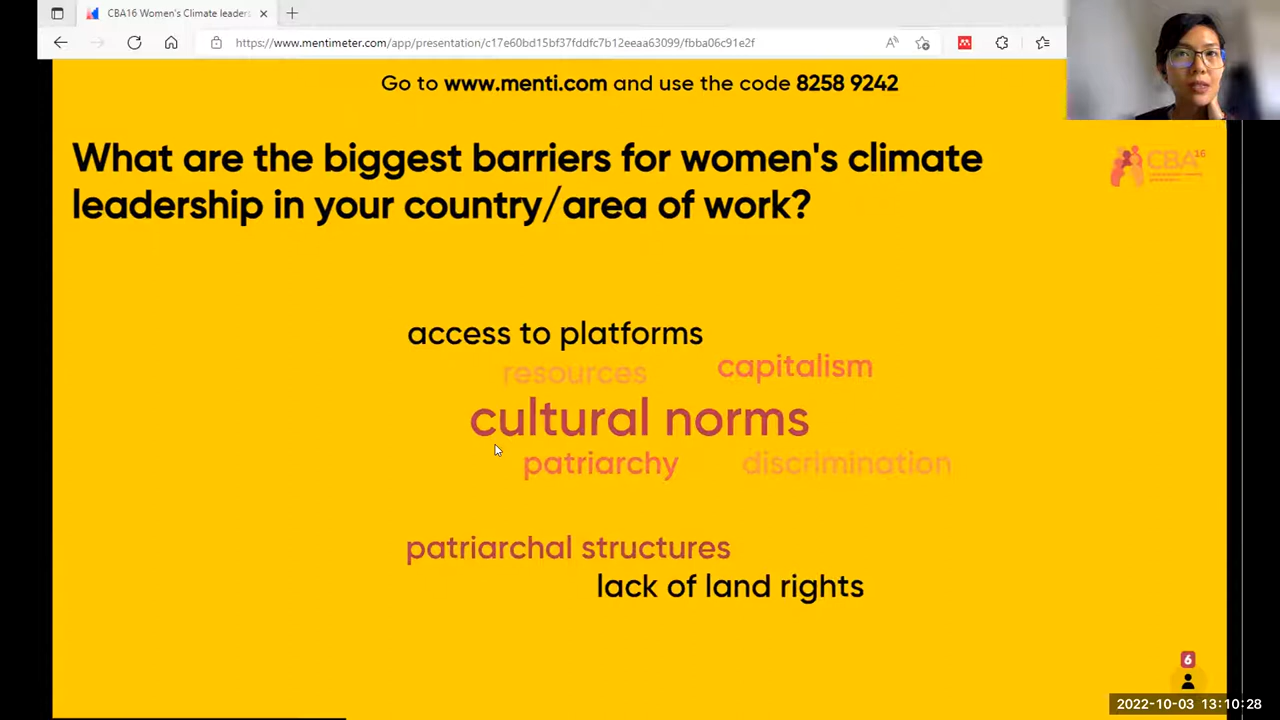 CBA16 Women's Climate leaders
https://www.mentimeter.com/app/presentation/c17e60bd15bf37fddfc7b12eeaa63099/fbba06c91e2f
Go to www.menti.com and use the code 8258 9242
What are the biggest barriers for women's climate
leadership in your country/area of work?
CBA16
access to platforms
resources
capitalism
cultural norms
patriarchy
discrimination
patriarchal structures
lack of land rights
6
2022-10-03 13:10:28